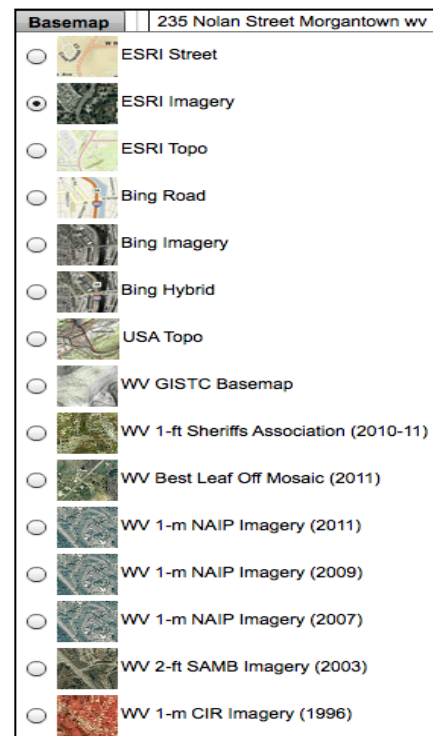 Basemap 235 Nolan Street Morgantown wv
ESRI Street
ESRI Imagery
ESRI Topo
Bing Road
Bing Imagery
Bing Hybrid
USA Topo
WV GISTC Basemap
WV 1-ft Sheriffs Association (2010-11)
WV Best Leaf Off Mosaic (2011)
WV 1-m NAIP Imagery (2011)
WV 1-m NAIP Imagery (2009)
WV 1-m NAIP Imagery (2007)
WV 2-ft SAMB Imagery (2003)
WV 1-m CIR Imagery (1996)